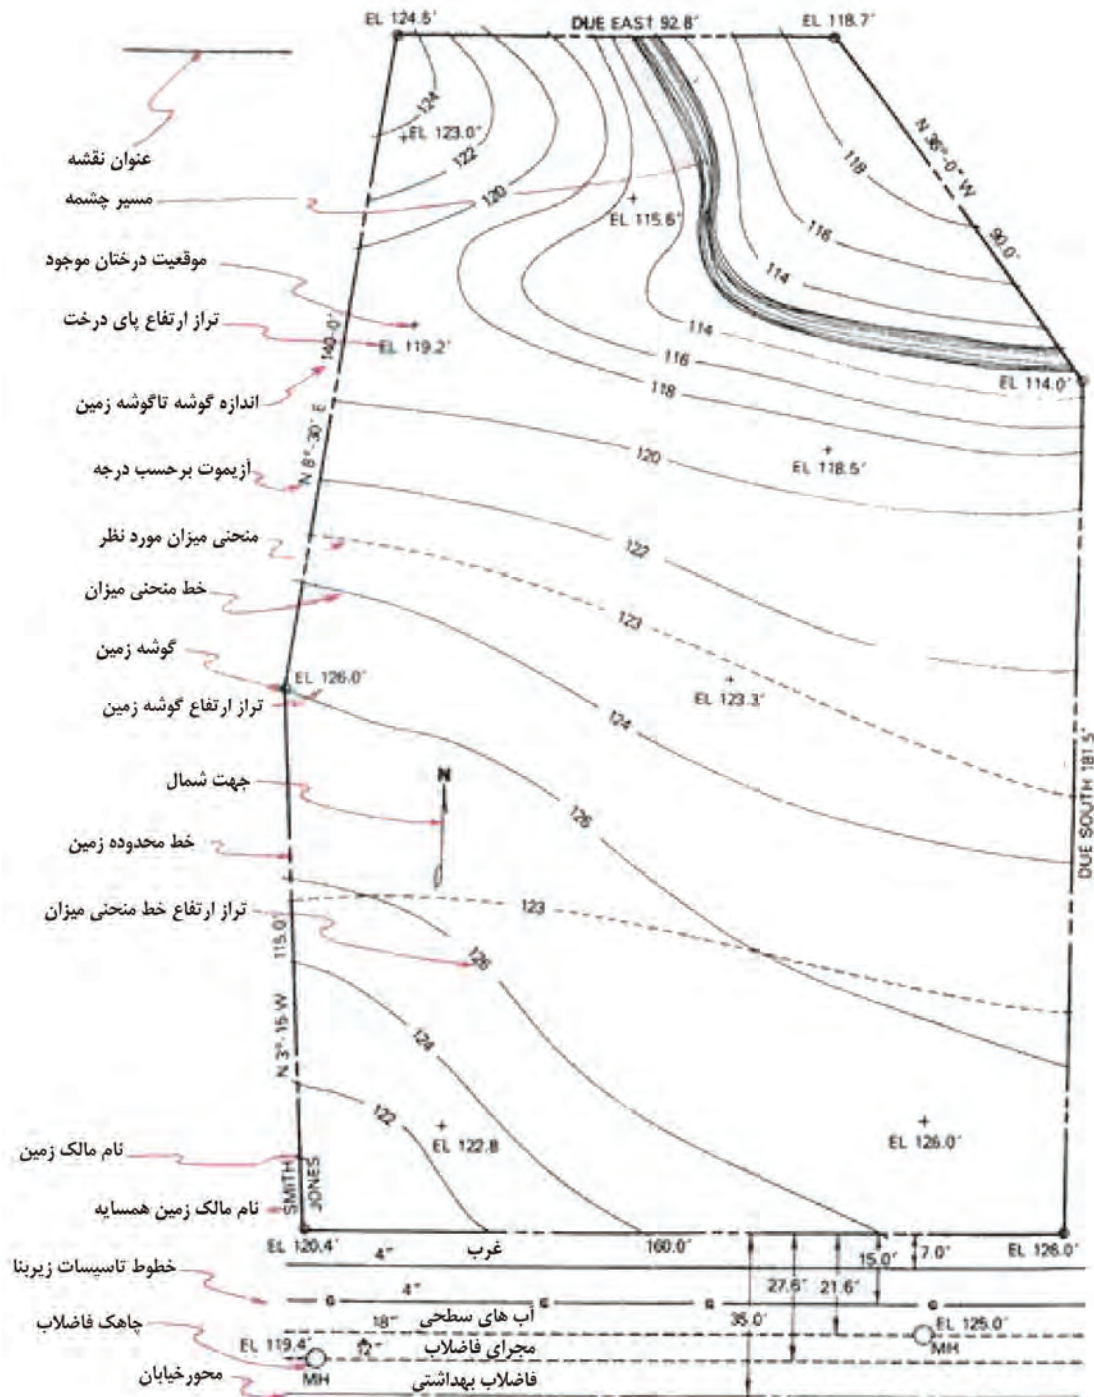 EL 124.5'
DUE EAST 92.8'
EL 118.7'
124
EL 123.0'
122
120
EL 115.6'
N 36°-0" W
90.0'
118
116
114
عنوان نقشه
مسیر چشمه
موقعیت درختان موجود
تراز ارتفاع پای درخت
EL 119.2'
140-0'
اندازه گوشه تاگوشه زمین
114
116
118
EL 114.0'
N 8°-30' E
120
EL 118.5'
آزیموت برحسب درجه
منحنی میزان مورد نظر
122
خط منحنی میزان
123
گوشه زمین
EL 126.0'
EL 123.3'
تراز ارتفاع گوشه زمین
124
جهت شمال
N
126
DUE SOUTH 181.5'
خط محدوده زمین
تراز ارتفاع خط منحنی میزان
123
N 3°-15 W 115.0'
126
124
122
EL 122.8
EL 126.0'
نام مالک زمین
SMITH
JONES
نام مالک زمین همسایه
EL 120.4'
غرب
160.0'
EL 126.0'
خطوط تاسیسات زیربنا
4"
15.0'
7.0'
4"
27.6'
21.6'
G
G
G
G
آب های سطحی
18"
35.0'
EL 125.0'
چاهک فاضلاب
EL 119.4'
12"
مجرای فاضلاب
MH
MH
محورخیابان
فاضلاب بهداشتی